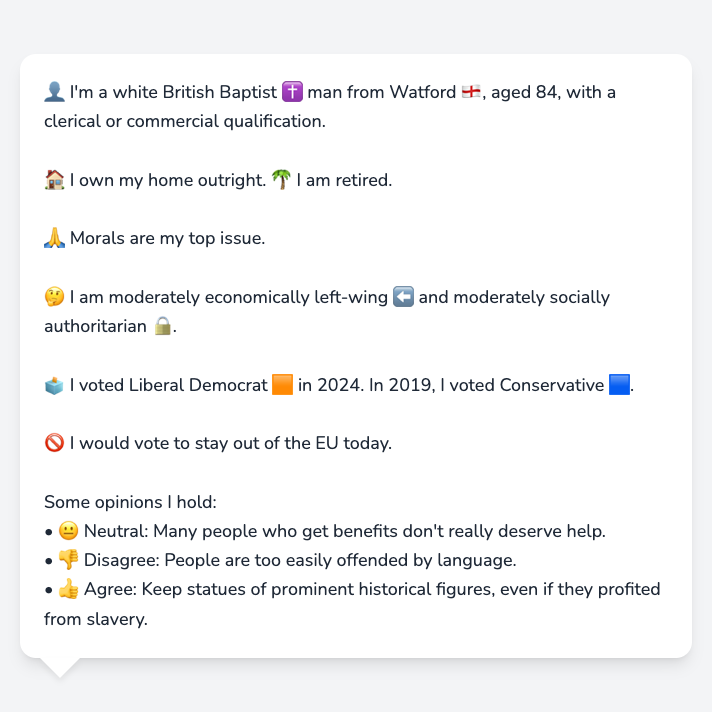 👤 I'm a white British Baptist ✝️ man from Watford 🏴󠁧󠁢󠁥󠁮󠁧󠁿, aged 84, with a
clerical or commercial qualification.
🏠 I own my home outright. 🌴 I am retired.
🙏 Morals are my top issue.
🤔 I am moderately economically left-wing ⬅️ and moderately socially
authoritarian 🔒.
🗳️ I voted Liberal Democrat 🟧 in 2024. In 2019, I voted Conservative 🟦.
🚫 I would vote to stay out of the EU today.
Some opinions I hold:
• 😐 Neutral: Many people who get benefits don't really deserve help.
• 👎 Disagree: People are too easily offended by language.
• 👍 Agree: Keep statues of prominent historical figures, even if they profited
from slavery.